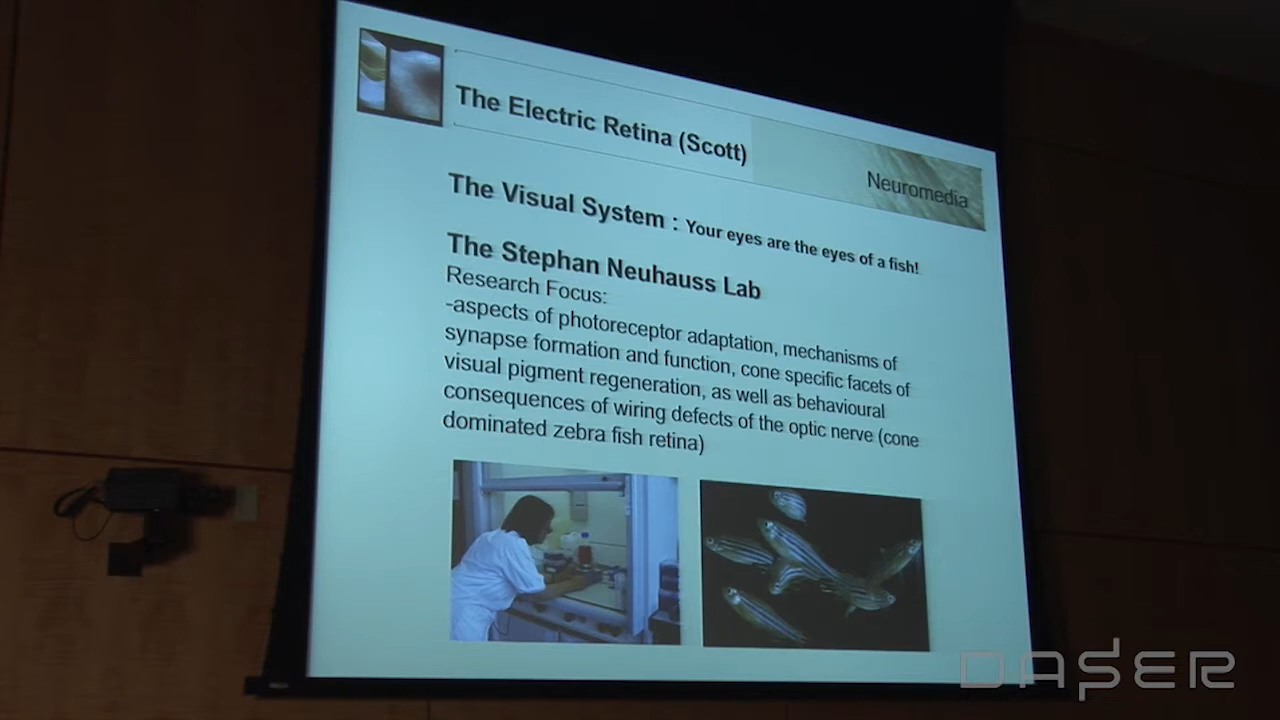 The Electric Retina (Scott)
Neuromedia
The Visual System : Your eyes are the eyes of a fish!
The Stephan Neuhauss Lab
Research Focus:
-aspects of photoreceptor adaptation, mechanisms of
synapse formation and function, cone specific facets of
visual pigment regeneration, as well as behavioural
consequences of wiring defects of the optic nerve (cone
dominated zebra fish retina)
DASER